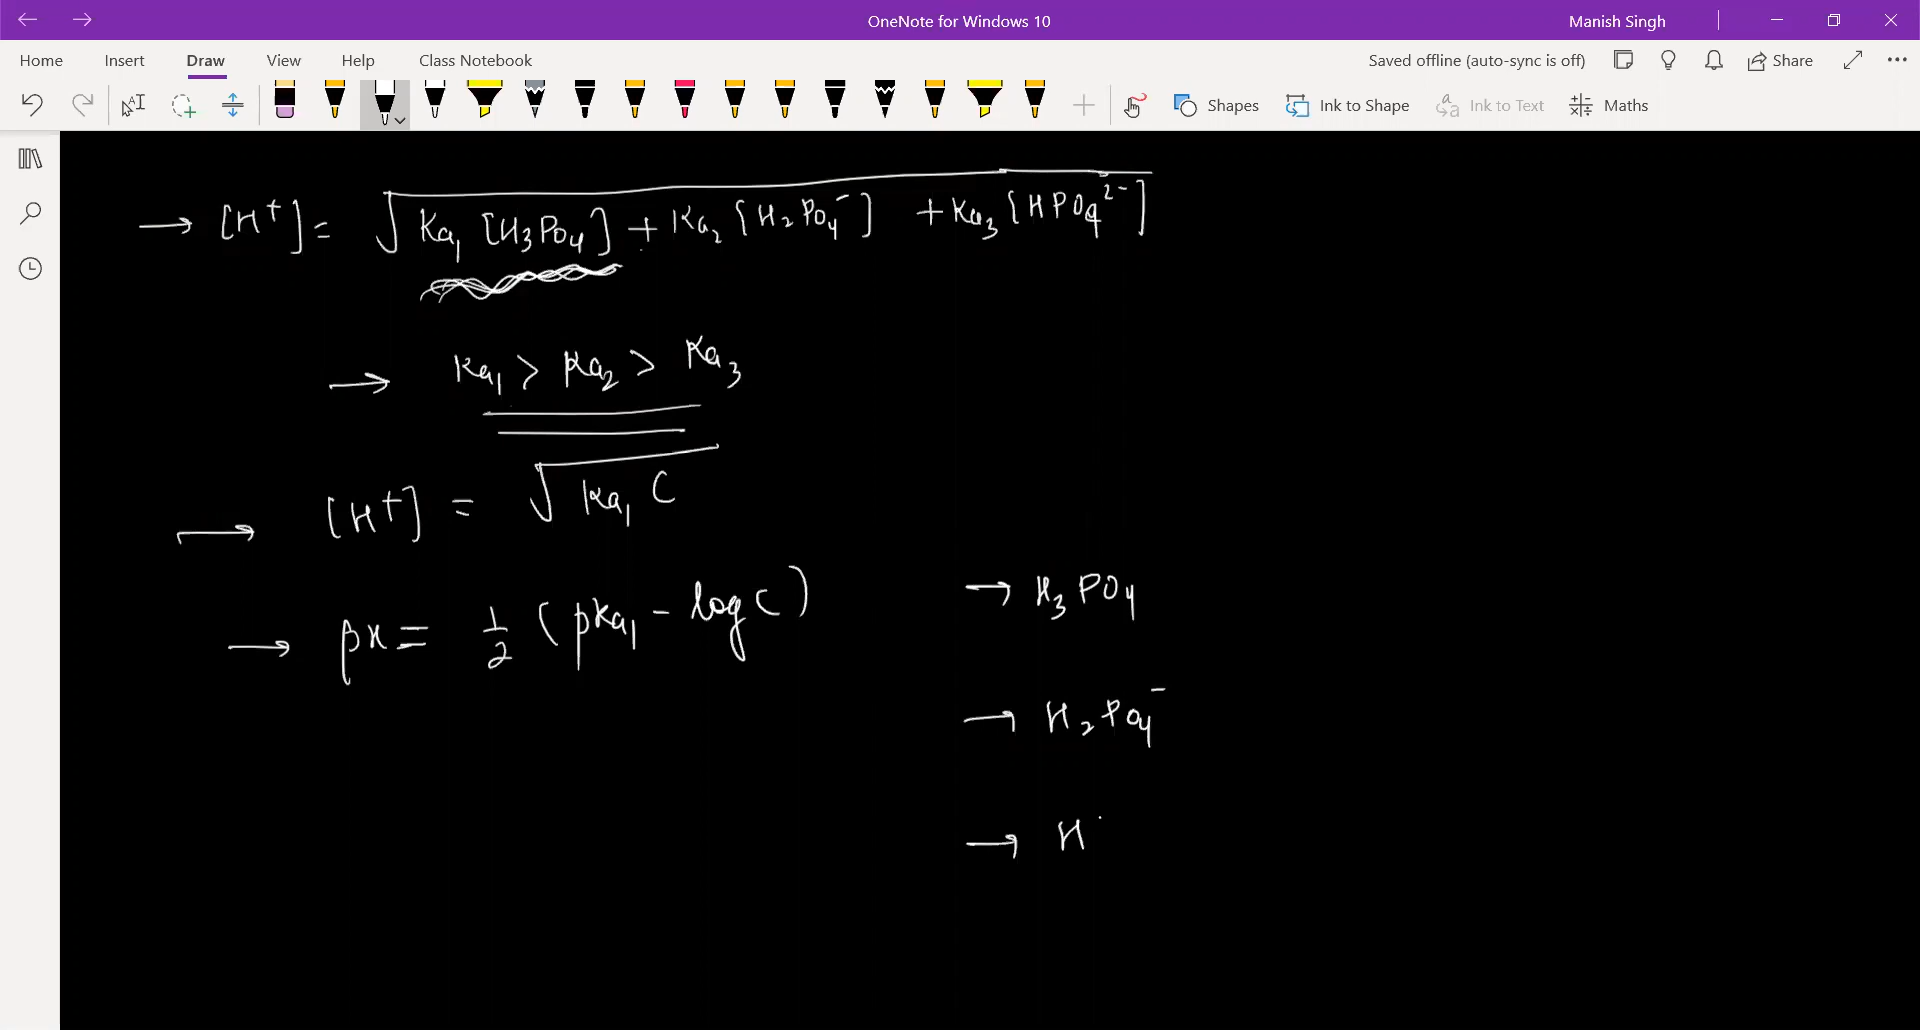 OneNote for Windows 10
Manish Singh
Home Insert Draw View Help Class Notebook
Saved offline (auto-sync is off) Share
Shapes Ink to Shape Ink to Text Maths
→ [H⁺] = √Ka₁ [H₃PO₄] + Ka₂ [H₂PO₄⁻] + Ka₃ [HPO₄²⁻]
→ Ka₁ > Ka₂ > Ka₃
→ [H⁺] = √Ka₁ C
→ pH = 1/2 (pKa₁ - log C)
→ H₃PO₄
→ H₂PO₄⁻
→ H